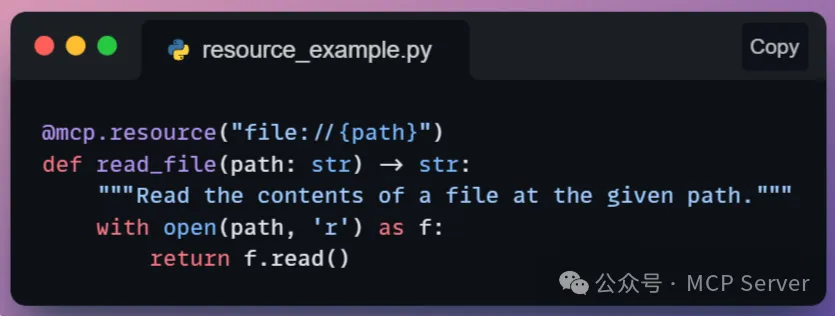 resource_example.py
Copy
@mcp.resource("file://{path}")
def read_file(path: str) -> str:
    """Read the contents of a file at the given path."""
    with open(path, 'r') as f:
        return f.read()
公众号 · MCP Server